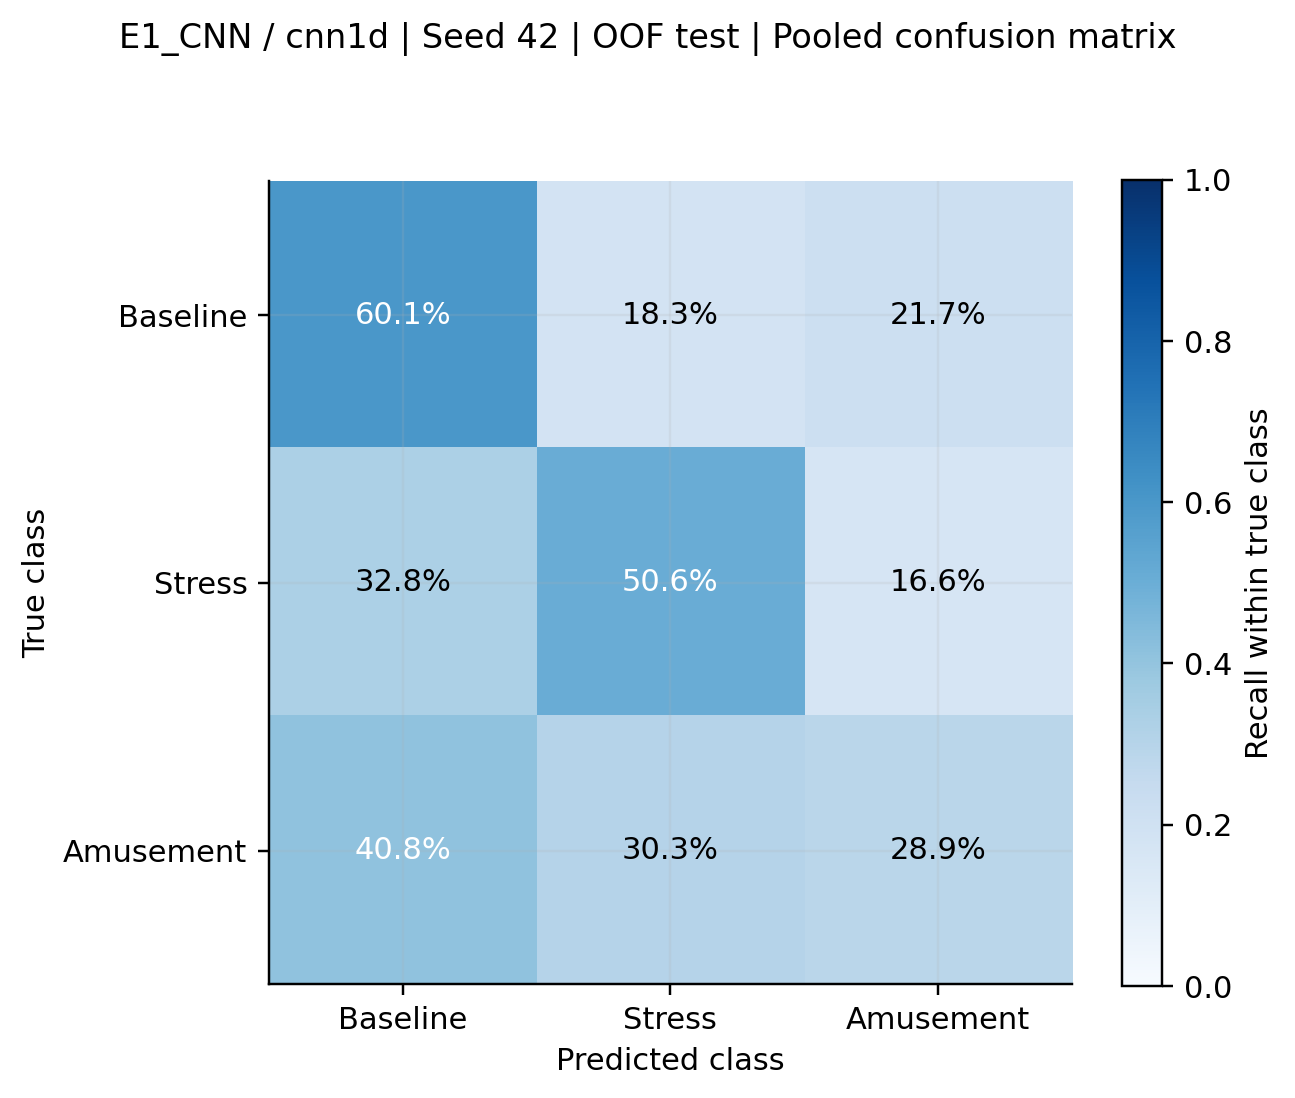 E1_CNN / cnn1d | Seed 42 | OOF test | Pooled confusion matrix
1.0
0.8
0.6
0.4
0.2
0.0
Recall within true class
True class
Baseline
60.1%
18.3%
21.7%
Stress
32.8%
50.6%
16.6%
Amusement
40.8%
30.3%
28.9%
Baseline
Stress
Amusement
Predicted class